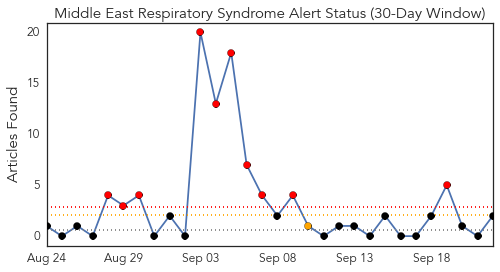 Middle East Respiratory Syndrome Alert Status (30-Day Window)
Articles Found
20
15
10
5
0
Aug 24 Aug 29 Sep 03 Sep 08 Sep 13 Sep 18